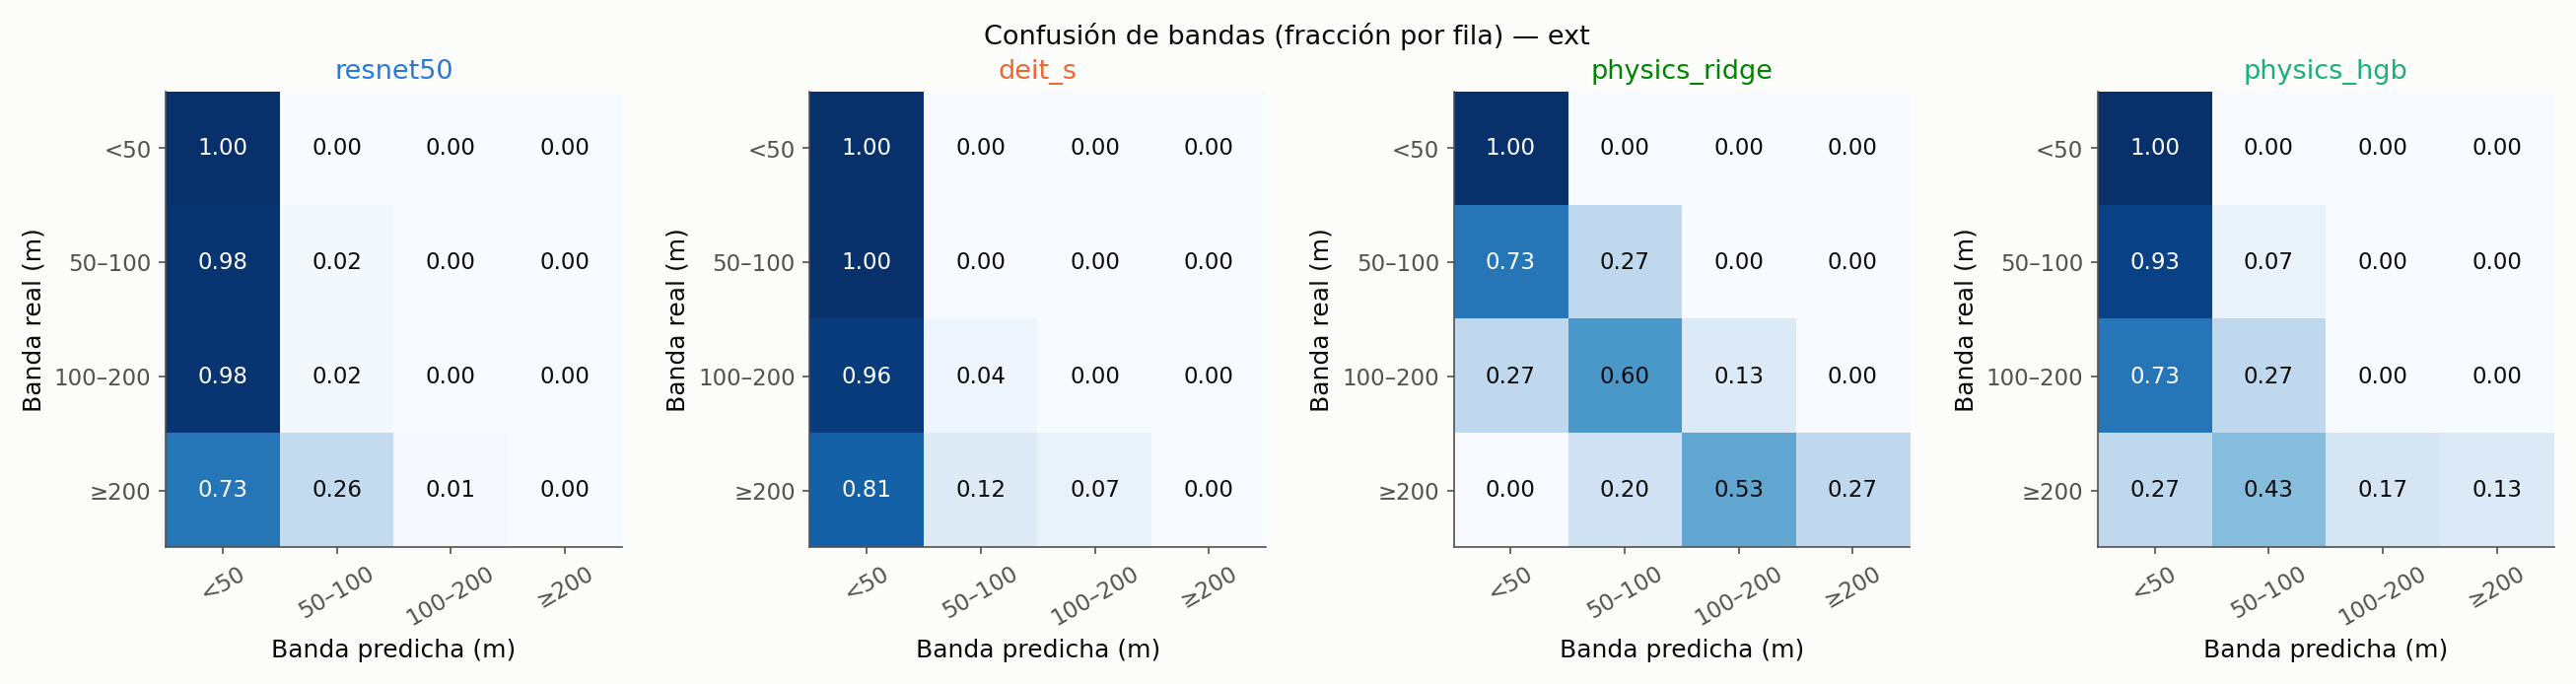 Confusión de bandas (fracción por fila) — ext
resnet50
Banda real (m)
<50 1.00 0.00 0.00 0.00
50–100 0.98 0.02 0.00 0.00
100–200 0.98 0.02 0.00 0.00
≥200 0.73 0.26 0.01 0.00
<50 50–100 100–200 ≥200
Banda predicha (m)
deit_s
Banda real (m)
<50 1.00 0.00 0.00 0.00
50–100 1.00 0.00 0.00 0.00
100–200 0.96 0.04 0.00 0.00
≥200 0.81 0.12 0.07 0.00
<50 50–100 100–200 ≥200
Banda predicha (m)
physics_ridge
Banda real (m)
<50 1.00 0.00 0.00 0.00
50–100 0.73 0.27 0.00 0.00
100–200 0.27 0.60 0.13 0.00
≥200 0.00 0.20 0.53 0.27
<50 50–100 100–200 ≥200
Banda predicha (m)
physics_hgb
Banda real (m)
<50 1.00 0.00 0.00 0.00
50–100 0.93 0.07 0.00 0.00
100–200 0.73 0.27 0.00 0.00
≥200 0.27 0.43 0.17 0.13
<50 50–100 100–200 ≥200
Banda predicha (m)